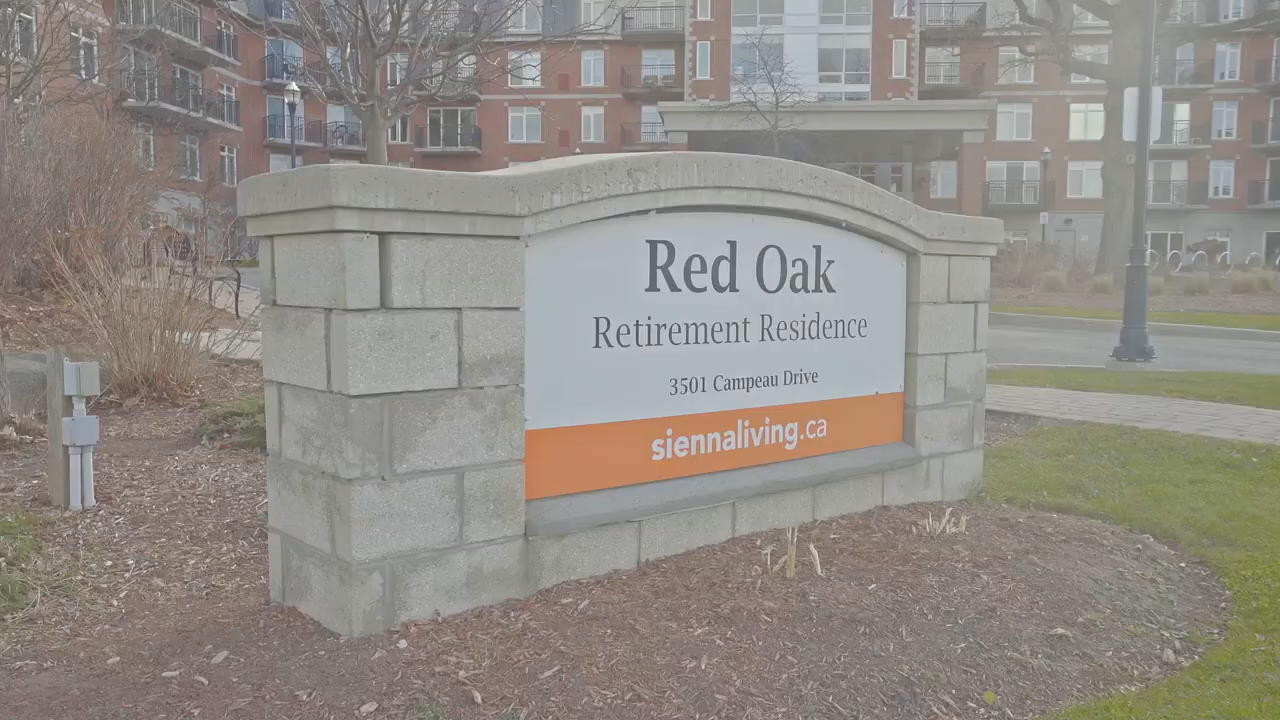 Red Oak
Retirement Residence
3501 Campeau Drive
siennaliving.ca